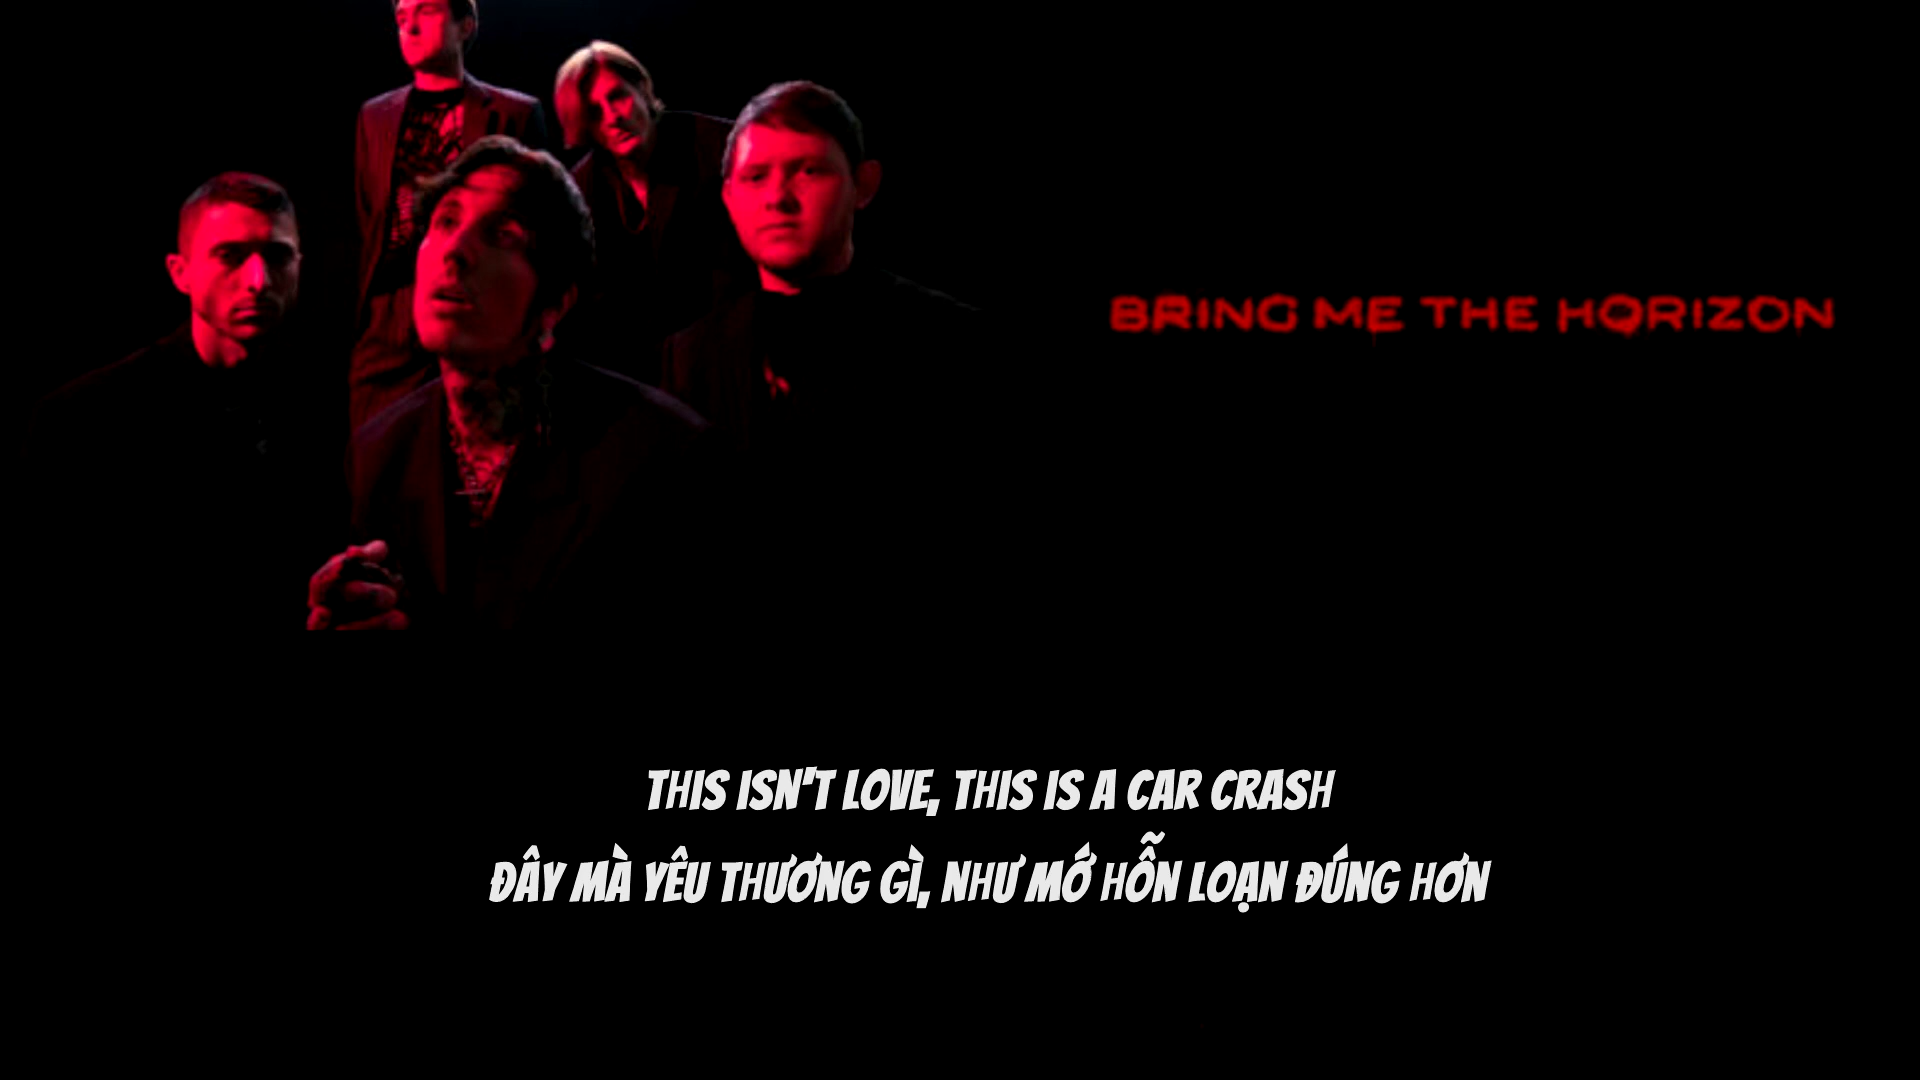 BRING ME THE HORIZON
THIS ISN'T LOVE, THIS IS A CAR CRASH
ĐÂY MÀ YÊU THƯƠNG GÌ, NHƯ MỚ HỖN LOẠN ĐÚNG HƠN